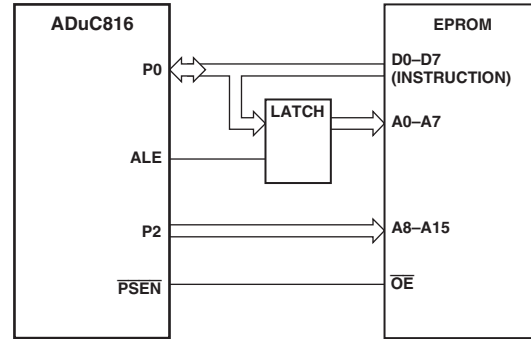 ADuC816
EPROM
P0
D0–D7
(INSTRUCTION)
LATCH
A0–A7
ALE
P2
A8–A15
PSEN
OE